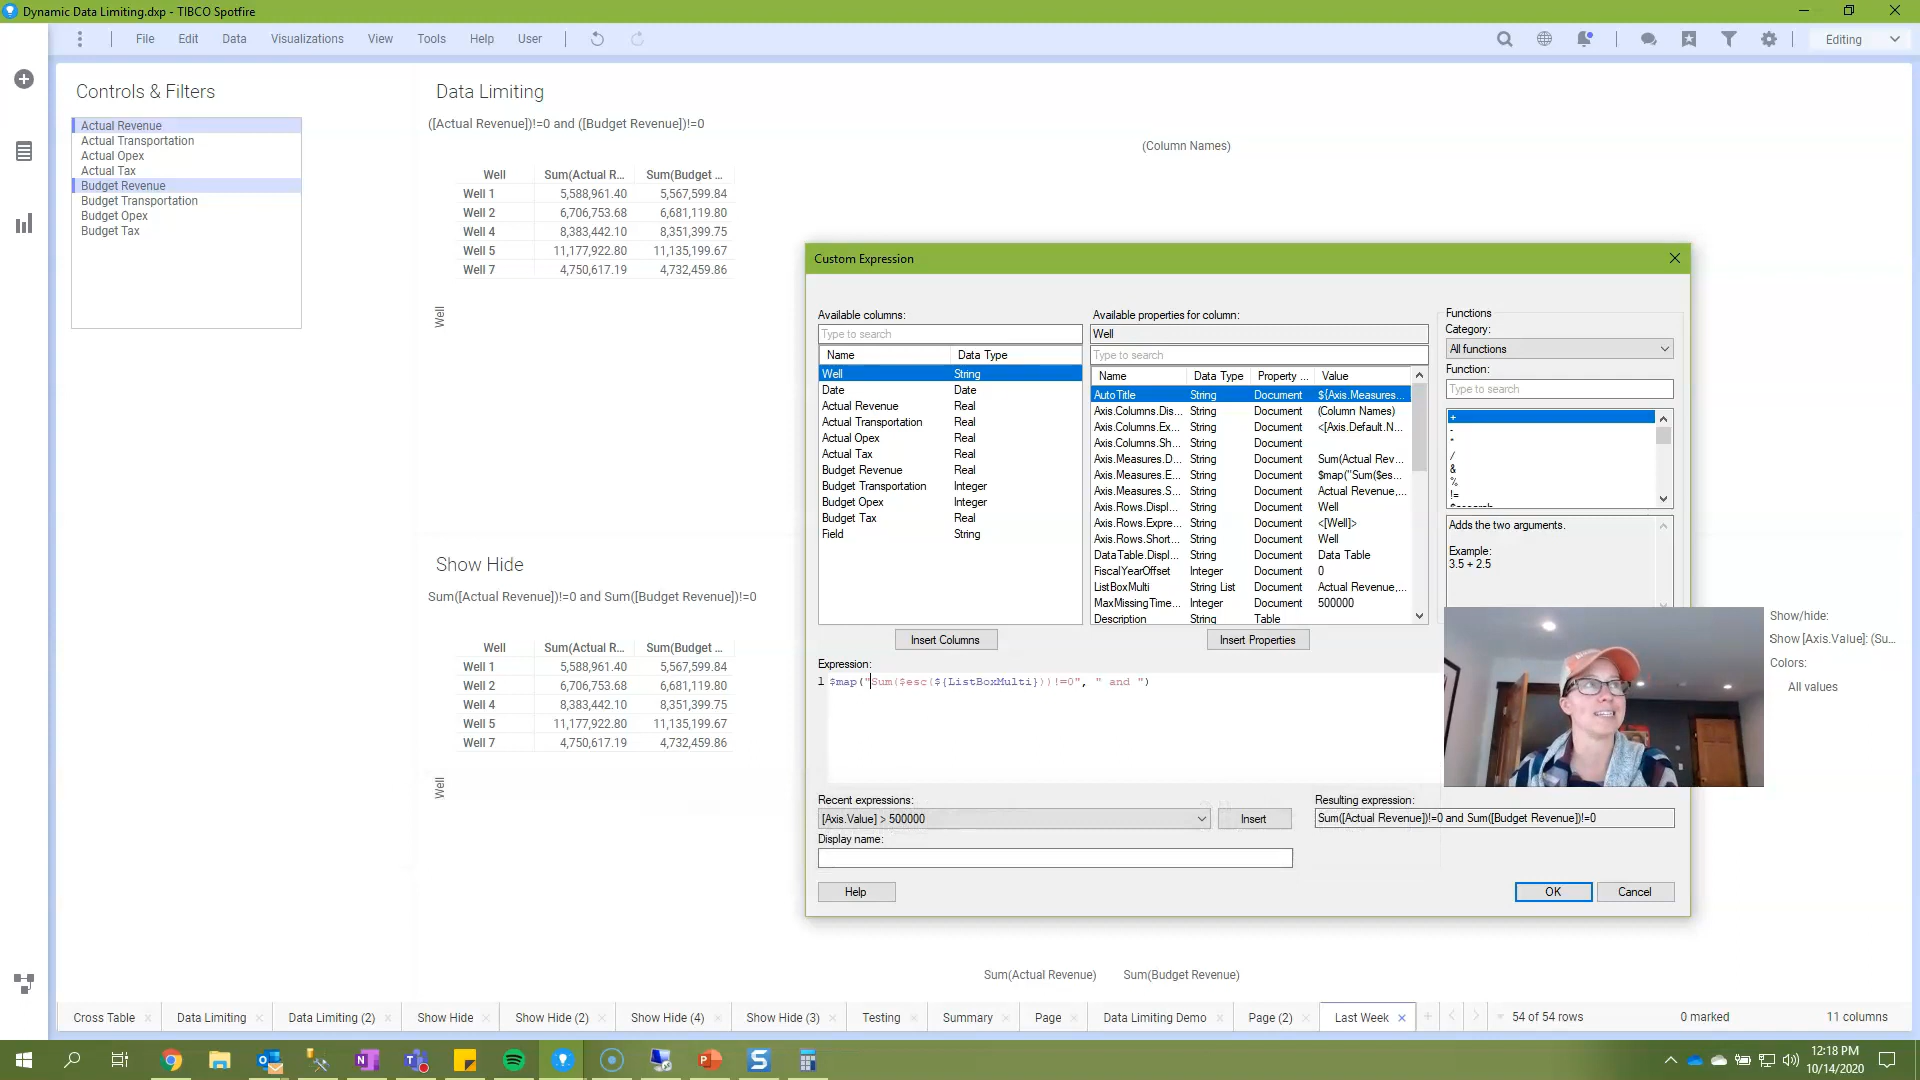 Dynamic Data Limiting.dxp - TIBCO Spotfire
File Edit Data Visualizations View Tools Help User
Editing
Controls & Filters
Actual Revenue
Actual Transportation
Actual Opex
Actual Tax
Budget Revenue
Budget Transportation
Budget Opex
Budget Tax
Data Limiting
([Actual Revenue])!=0 and ([Budget Revenue])!=0
(Column Names)
Well Sum(Actual R... Sum(Budget ...
Well 1 5,588,961.40 5,567,599.84
Well 2 6,706,753.68 6,681,119.80
Well 4 8,383,442.10 8,351,399.75
Well 5 11,177,922.80 11,135,199.67
Well 7 4,750,617.19 4,732,459.86
Well
Show Hide
Sum([Actual Revenue])!=0 and Sum([Budget Revenue])!=0
Well Sum(Actual R... Sum(Budget ...
Well 1 5,588,961.40 5,567,599.84
Well 2 6,706,753.68 6,681,119.80
Well 4 8,383,442.10 8,351,399.75
Well 5 11,177,922.80 11,135,199.67
Well 7 4,750,617.19 4,732,459.86
Well
Custom Expression
Available columns:
Type to search
Name Data Type
Well String
Date Date
Actual Revenue Real
Actual Transportation Real
Actual Opex Real
Actual Tax Real
Budget Revenue Real
Budget Transportation Integer
Budget Opex Integer
Budget Tax Real
Field String
Insert Columns
Available properties for column:
Well
Type to search
Name Data Type Property ... Value
AutoTitle String Document ${Axis.Measures...
Axis.Columns.Dis... String Document (Column Names)
Axis.Columns.Ex... String Document <[Axis.Default.N...
Axis.Columns.Sh... String Document
Axis.Measures.D... String Document Sum(Actual Rev...
Axis.Measures.E... String Document $map("Sum($es...
Axis.Measures.S... String Document Actual Revenue,...
Axis.Rows.Displ... String Document Well
Axis.Rows.Expre... String Document <[Well]>
Axis.Rows.Short... String Document Well
DataTable.Displ... String Document Data Table
FiscalYearOffset Integer Document 0
ListBoxMulti String List Document Actual Revenue,...
MaxMissingTime... Integer Document 500000
Description String Table
Insert Properties
Functions
Category:
All functions
Function:
Type to search
+
-
*
/
&
%
!=
Adds the two arguments.
Example:
3.5 + 2.5
Expression:
1 $map("Sum($esc(${ListBoxMulti}))!=0", " and ")
Recent expressions:
[Axis.Value] > 500000
Insert
Resulting expression:
Sum([Actual Revenue])!=0 and Sum([Budget Revenue])!=0
Display name:
Help
OK
Cancel
Show/hide:
Show [Axis.Value]: (Su...
Colors:
All values
Sum(Actual Revenue) Sum(Budget Revenue)
Cross Table Data Limiting Data Limiting (2) Show Hide Show Hide (2) Show Hide (4) Show Hide (3) Testing Summary Page Data Limiting Demo Page (2) Last Week
54 of 54 rows 0 marked 11 columns
12:18 PM
10/14/2020